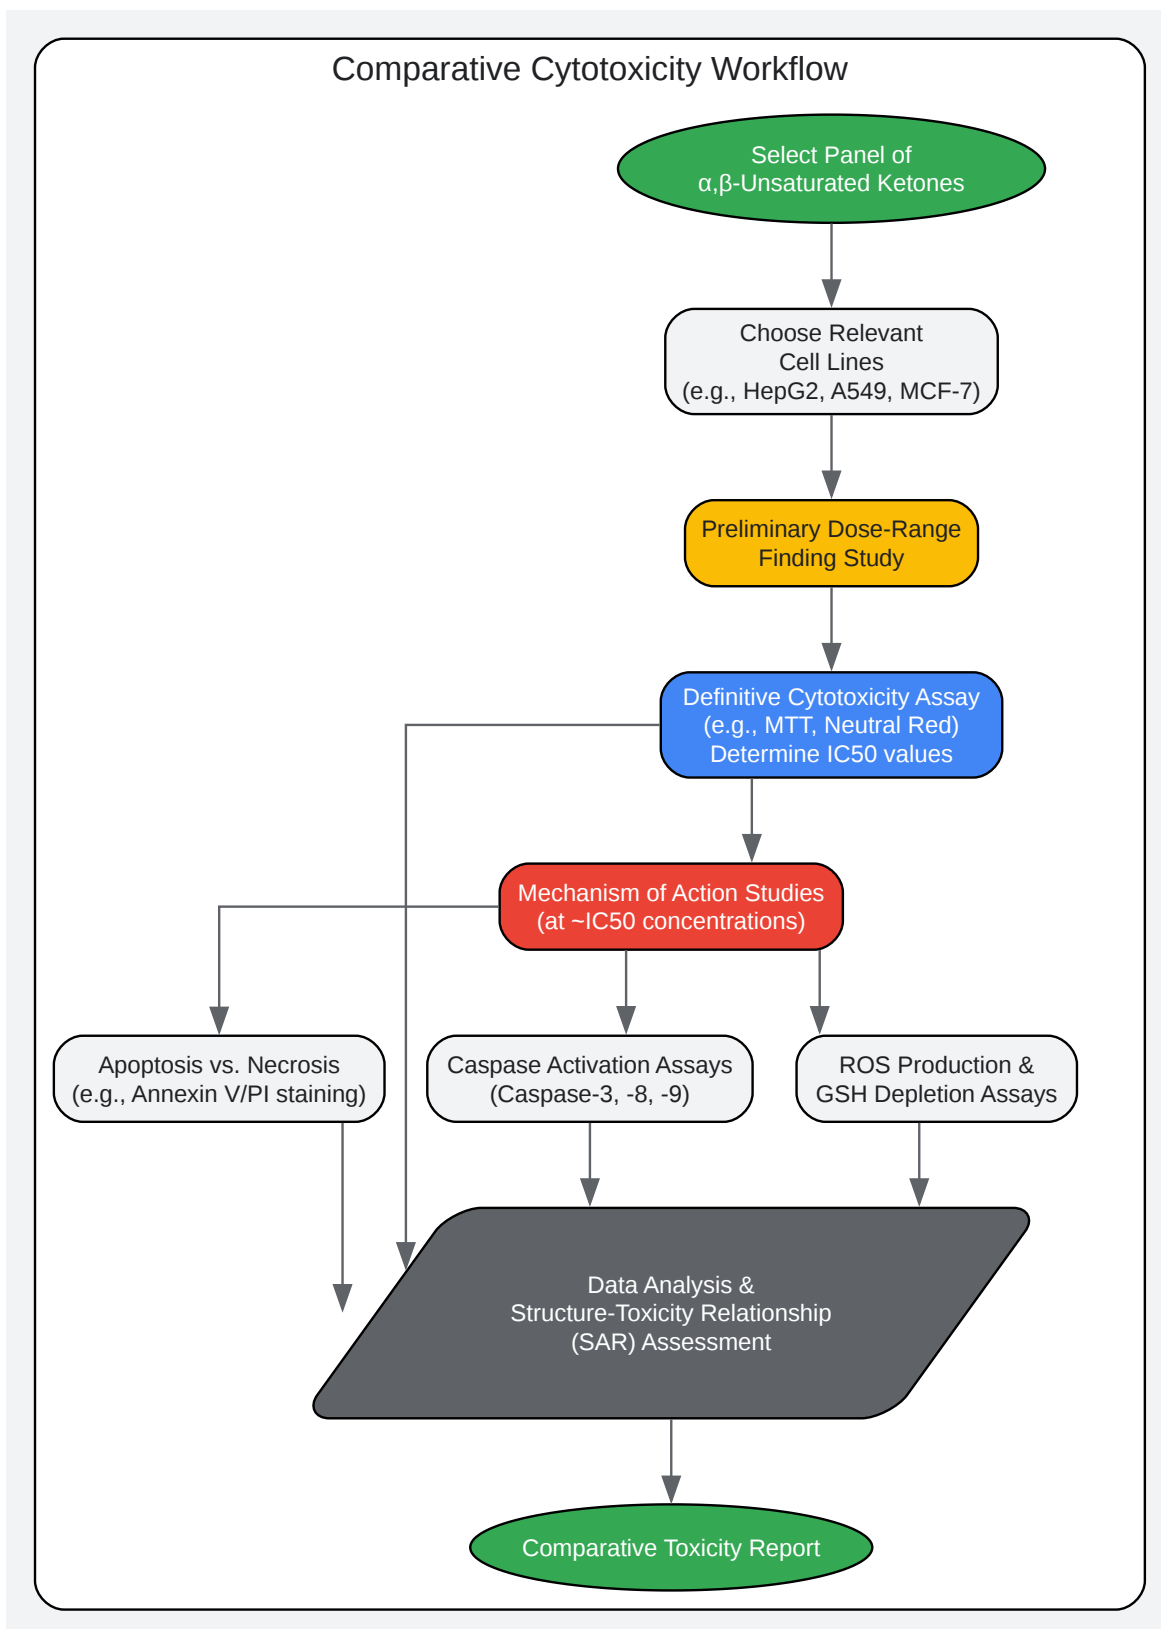 Comparative Cytotoxicity Workflow
Select Panel of
α,β-Unsaturated Ketones
Choose Relevant
Cell Lines
(e.g., HepG2, A549, MCF-7)
Preliminary Dose-Range
Finding Study
Definitive Cytotoxicity Assay
(e.g., MTT, Neutral Red)
Determine IC50 values
Mechanism of Action Studies
(at ~IC50 concentrations)
Apoptosis vs. Necrosis
(e.g., Annexin V/PI staining)
Caspase Activation Assays
(Caspase-3, -8, -9)
ROS Production &
GSH Depletion Assays
Data Analysis &
Structure-Toxicity Relationship
(SAR) Assessment
Comparative Toxicity Report